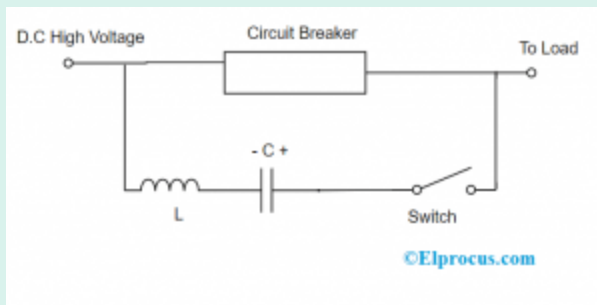 Circuit Breaker
D.C High Voltage
To Load
- C +
L
Switch
©Elprocus.com